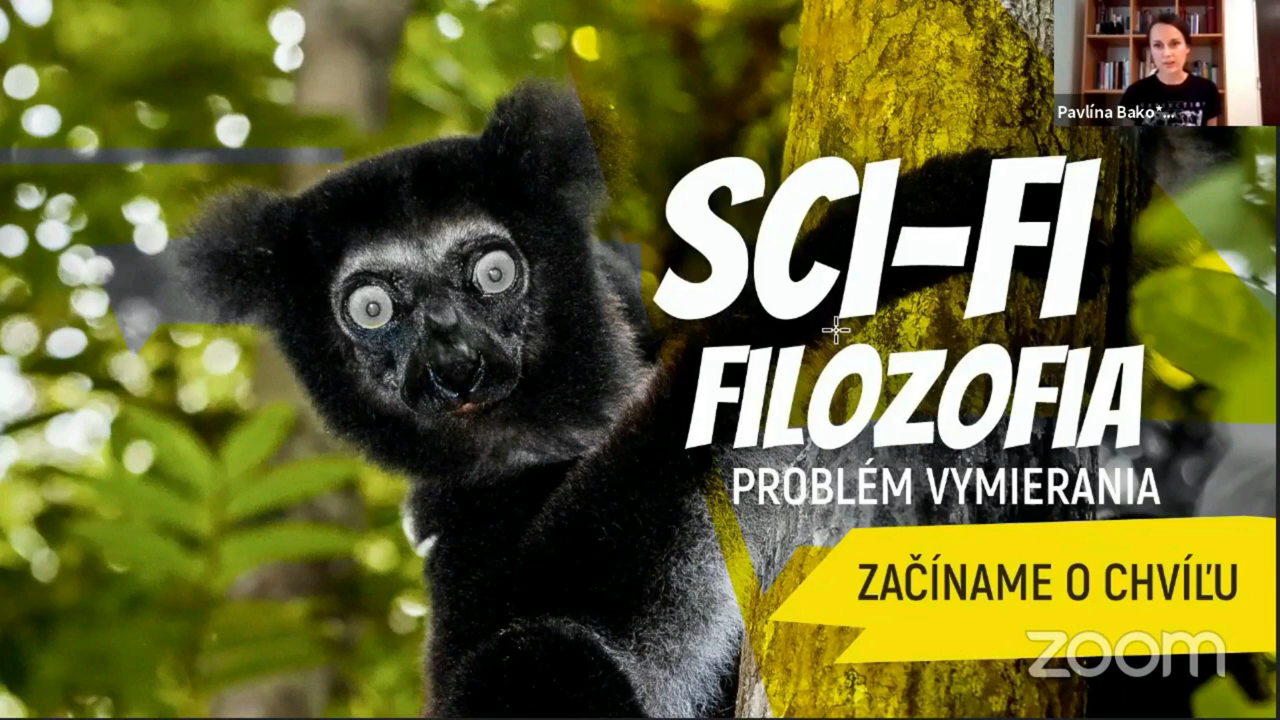 Pavlína Bako*...
SCI-FI
FILOZOFIA
PROBLÉM VYMIERANIA
ZAČÍNAME O CHVÍĽU
zoom